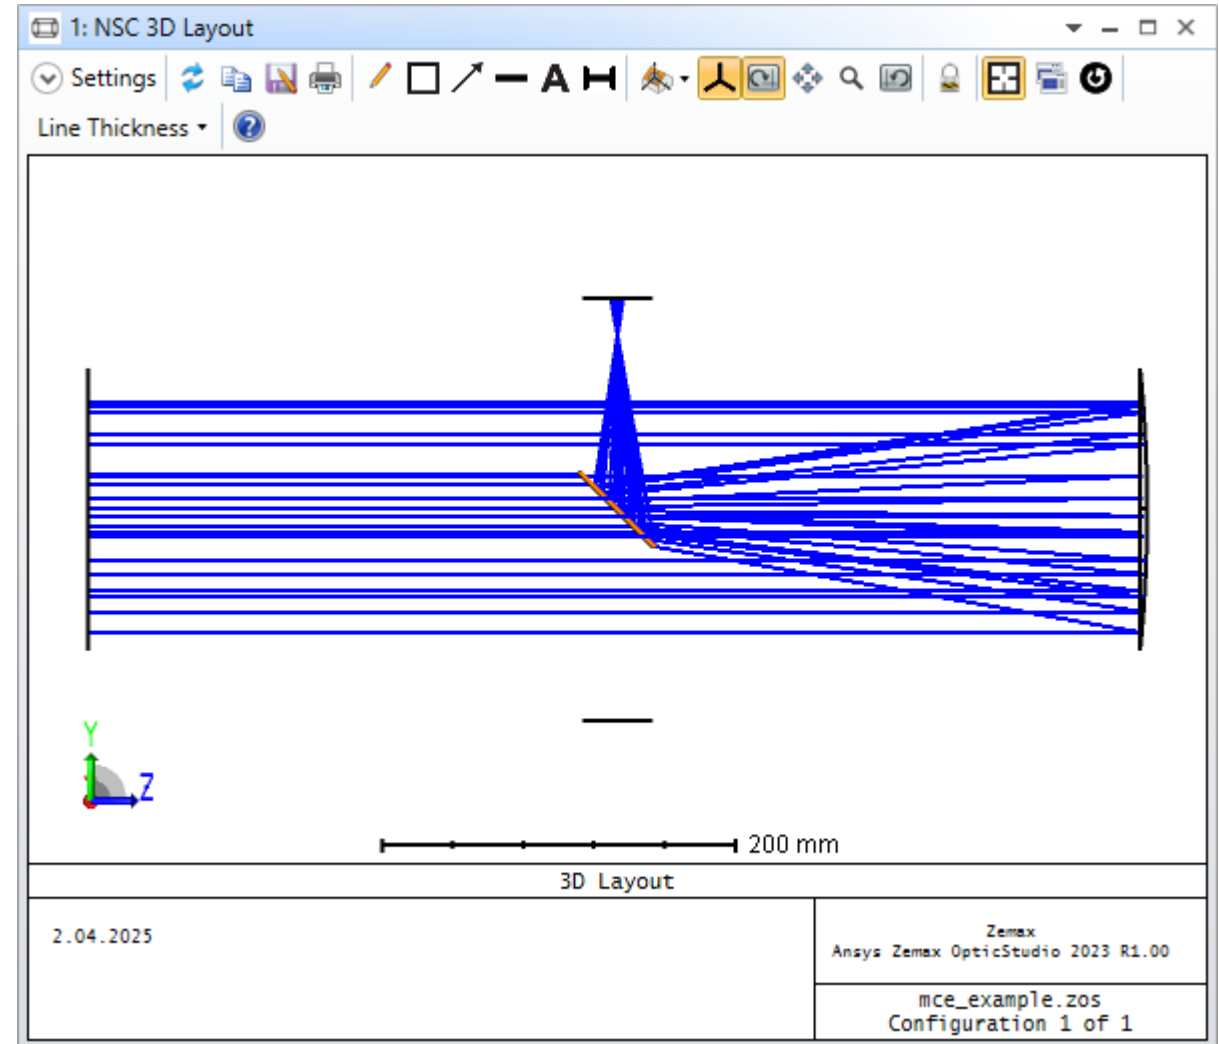 1: NSC 3D Layout
Settings
A
Line Thickness
?
Y
Z
200 mm
3D Layout
2.04.2025
Zemax
Ansys Zemax OpticStudio 2023 R1.00
mce_example.zos
Configuration 1 of 1